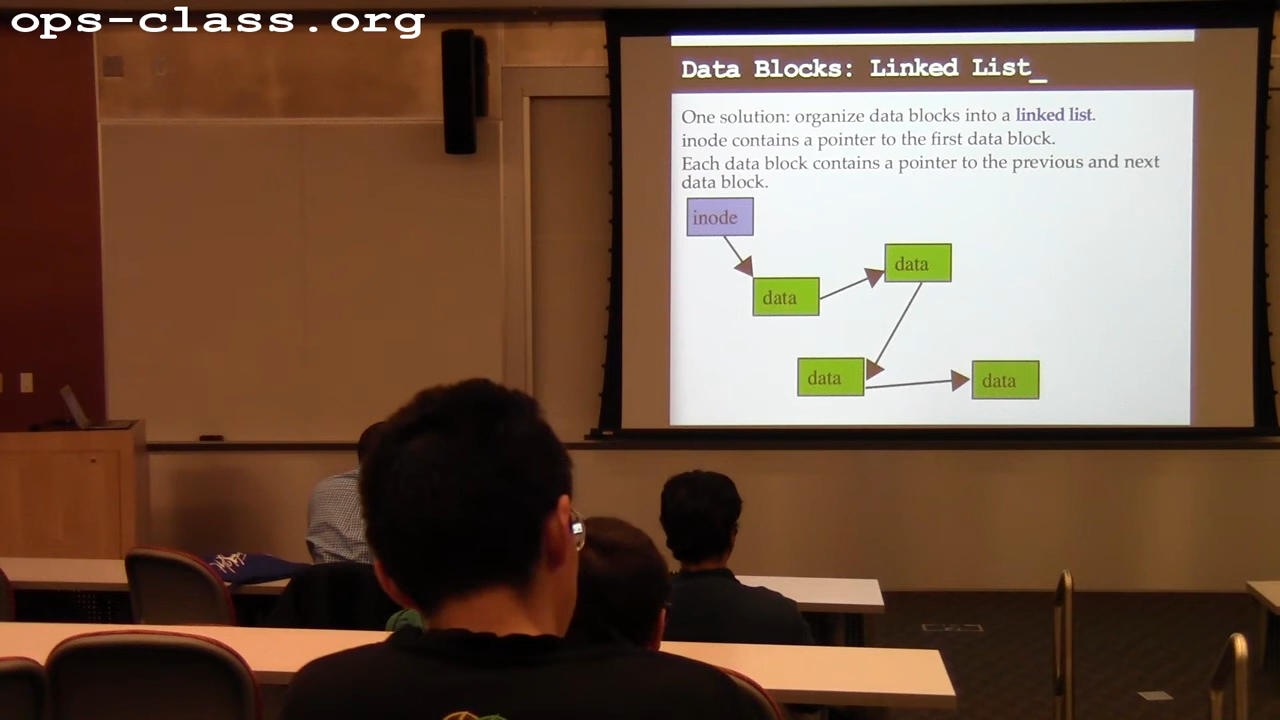 ops-class.org
Data Blocks: Linked List_
One solution: organize data blocks into a linked list.
inode contains a pointer to the first data block.
Each data block contains a pointer to the previous and next
data block.
inode
data
data
data
data